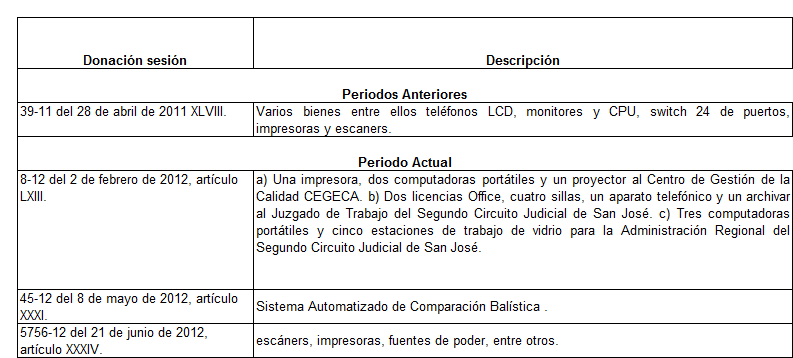 Donación sesión
Descripción
Periodos Anteriores
39-11 del 28 de abril de 2011 XLVIII.
Varios bienes entre ellos teléfonos LCD, monitores y CPU, switch 24 de puertos,
impresoras y escaners.
Periodo Actual
8-12 del 2 de febrero de 2012, artículo
LXIII.
a) Una impresora, dos computadoras portátiles y un proyector al Centro de Gestión de la
Calidad CEGECA. b) Dos licencias Office, cuatro sillas, un aparato telefónico y un archivar
al Juzgado de Trabajo del Segundo Circuito Judicial de San José. c) Tres computadoras
portátiles y cinco estaciones de trabajo de vidrio para la Administración Regional del
Segundo Circuito Judicial de San José.
45-12 del 8 de mayo de 2012, artículo
XXXI.
Sistema Automatizado de Comparación Balística .
5756-12 del 21 de junio de 2012,
artículo XXXIV.
escáners, impresoras, fuentes de poder, entre otros.